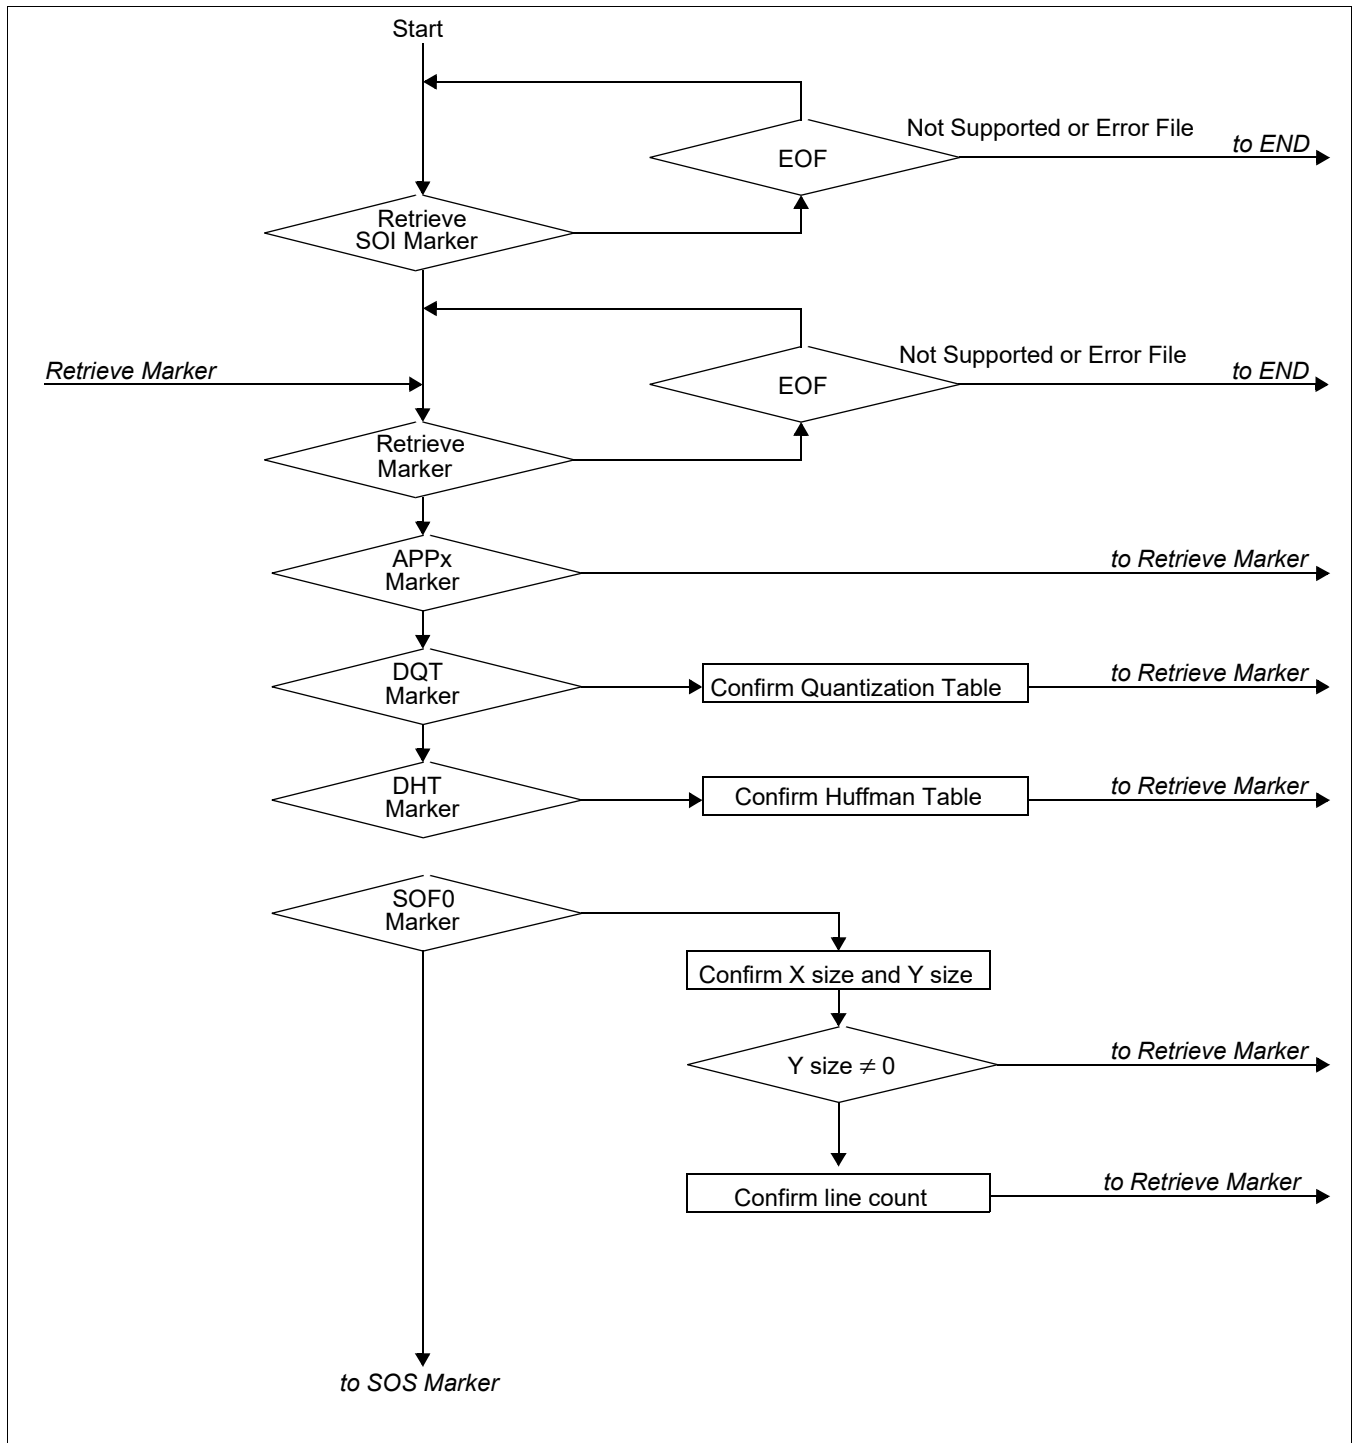 Start
Not Supported or Error File
to END
EOF
Retrieve
SOI Marker
Not Supported or Error File
to END
Retrieve Marker
EOF
Retrieve
Marker
APPx
Marker
to Retrieve Marker
DQT
Marker
Confirm Quantization Table
to Retrieve Marker
DHT
Marker
Confirm Huffman Table
to Retrieve Marker
SOF0
Marker
Confirm X size and Y size
Y size ≠ 0
to Retrieve Marker
Confirm line count
to Retrieve Marker
to SOS Marker